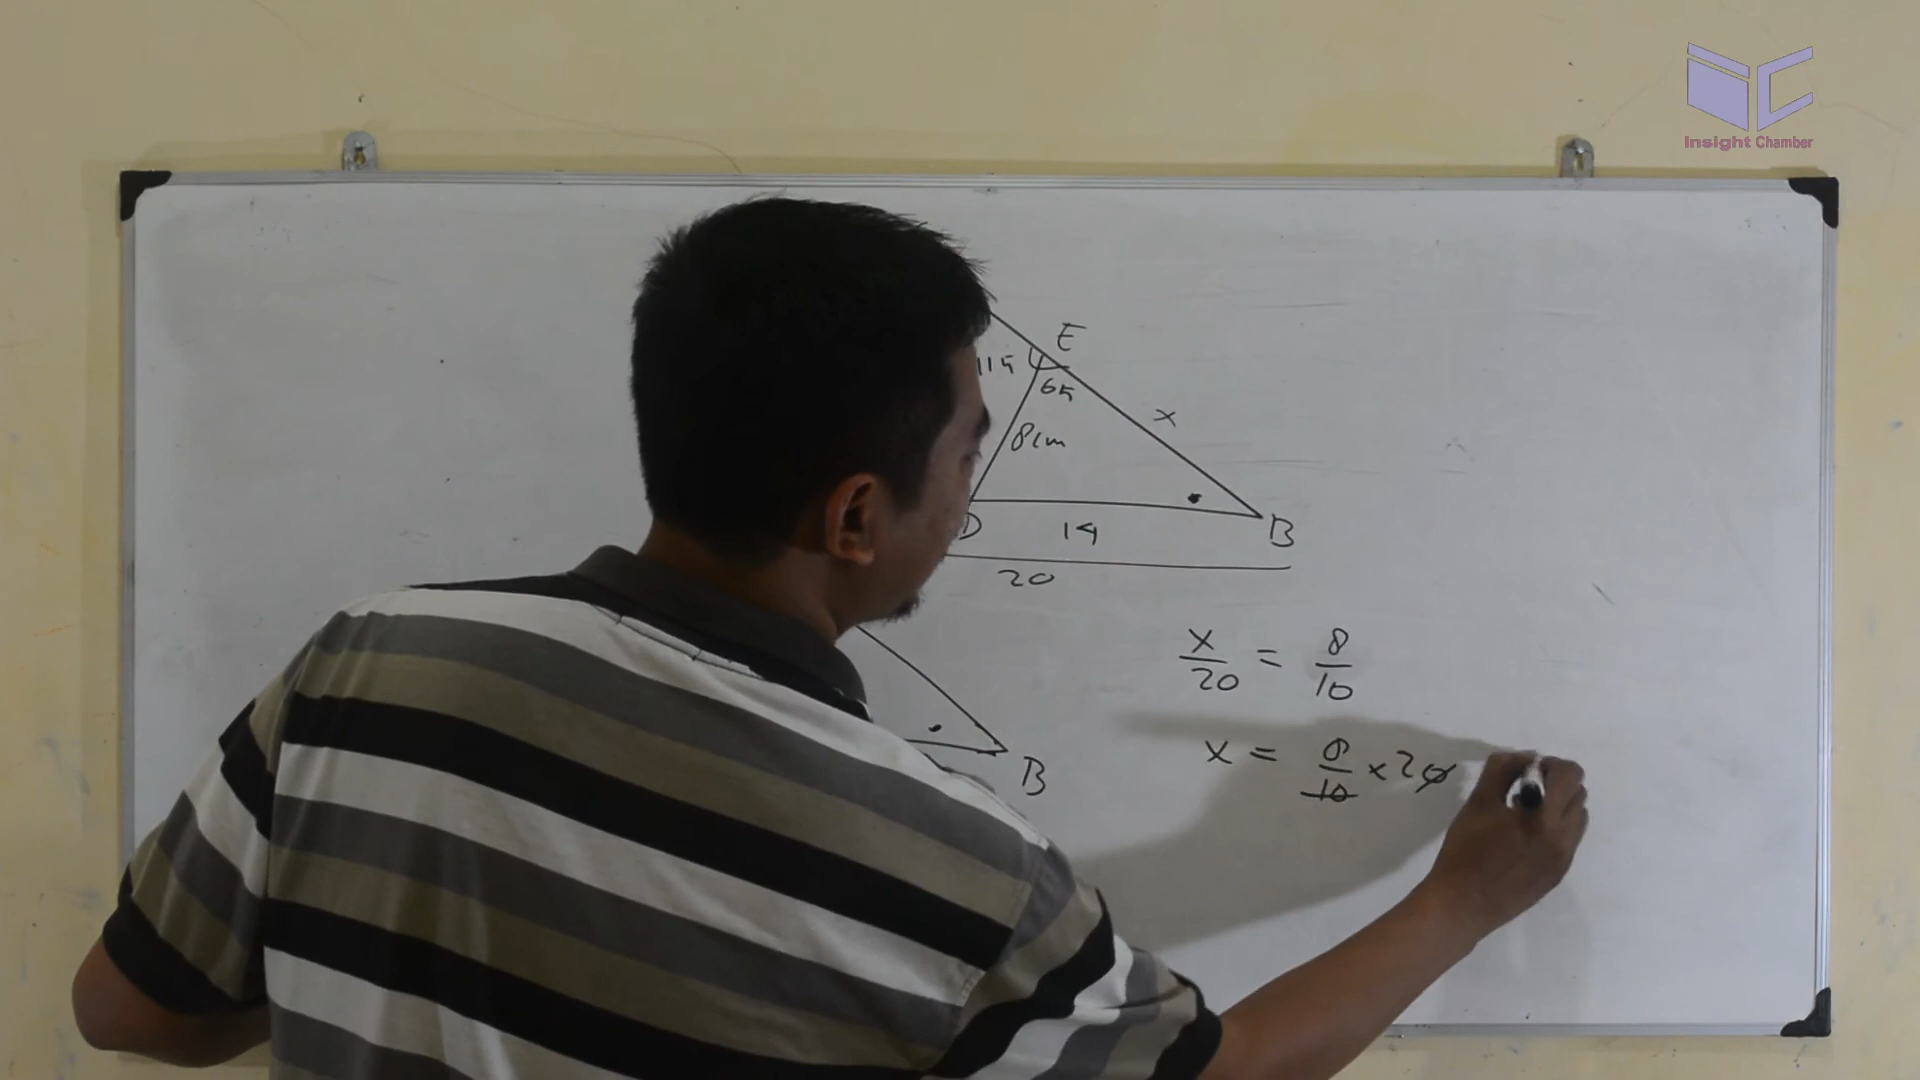 Insight Chamber
E
115
65
x
8cm
D 14 B
20
x/20 = 8/10
x = 8/10 x 20
B